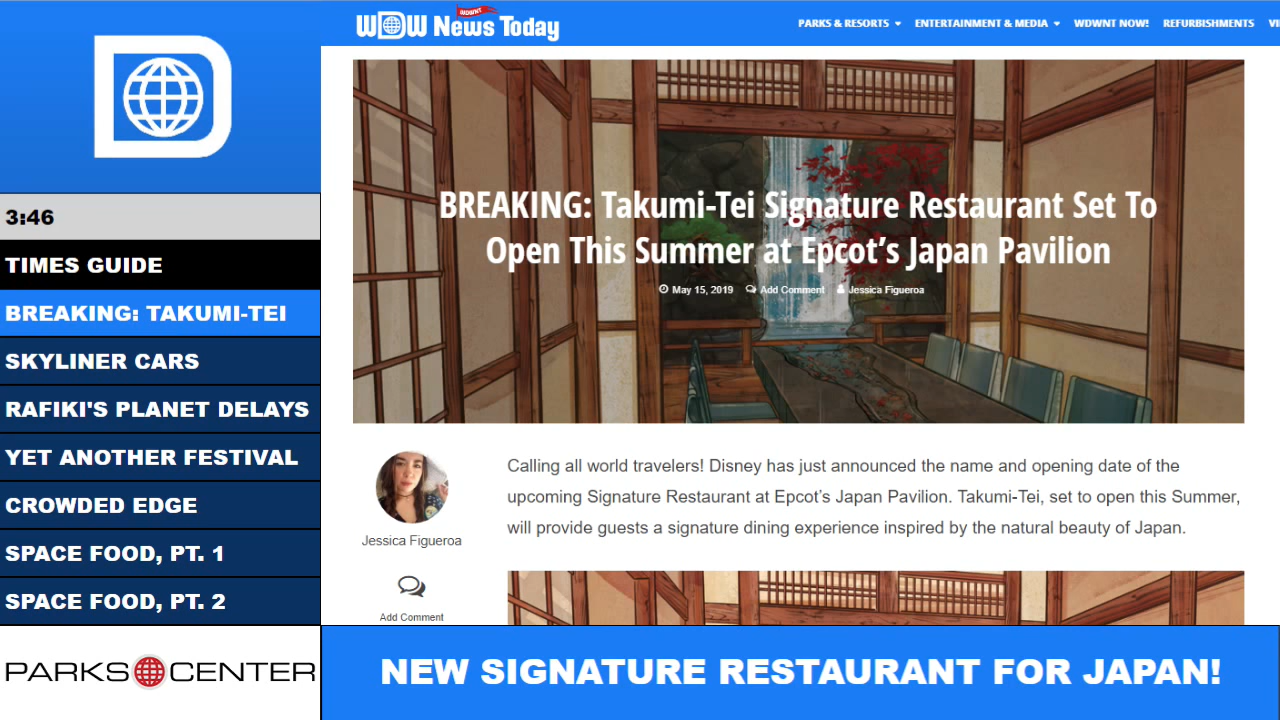 WDW News Today
WDWNT
PARKS & RESORTS
ENTERTAINMENT & MEDIA
WDWNT NOW!
REFURBISHMENTS
VI
3:46
TIMES GUIDE
BREAKING: TAKUMI-TEI
SKYLINER CARS
RAFIKI'S PLANET DELAYS
YET ANOTHER FESTIVAL
CROWDED EDGE
SPACE FOOD, PT. 1
SPACE FOOD, PT. 2
PARKS CENTER
BREAKING: Takumi-Tei Signature Restaurant Set To
Open This Summer at Epcot’s Japan Pavilion
May 15, 2019 Add Comment Jessica Figueroa
Jessica Figueroa
Add Comment
Calling all world travelers! Disney has just announced the name and opening date of the
upcoming Signature Restaurant at Epcot’s Japan Pavilion. Takumi-Tei, set to open this Summer,
will provide guests a signature dining experience inspired by the natural beauty of Japan.
NEW SIGNATURE RESTAURANT FOR JAPAN!